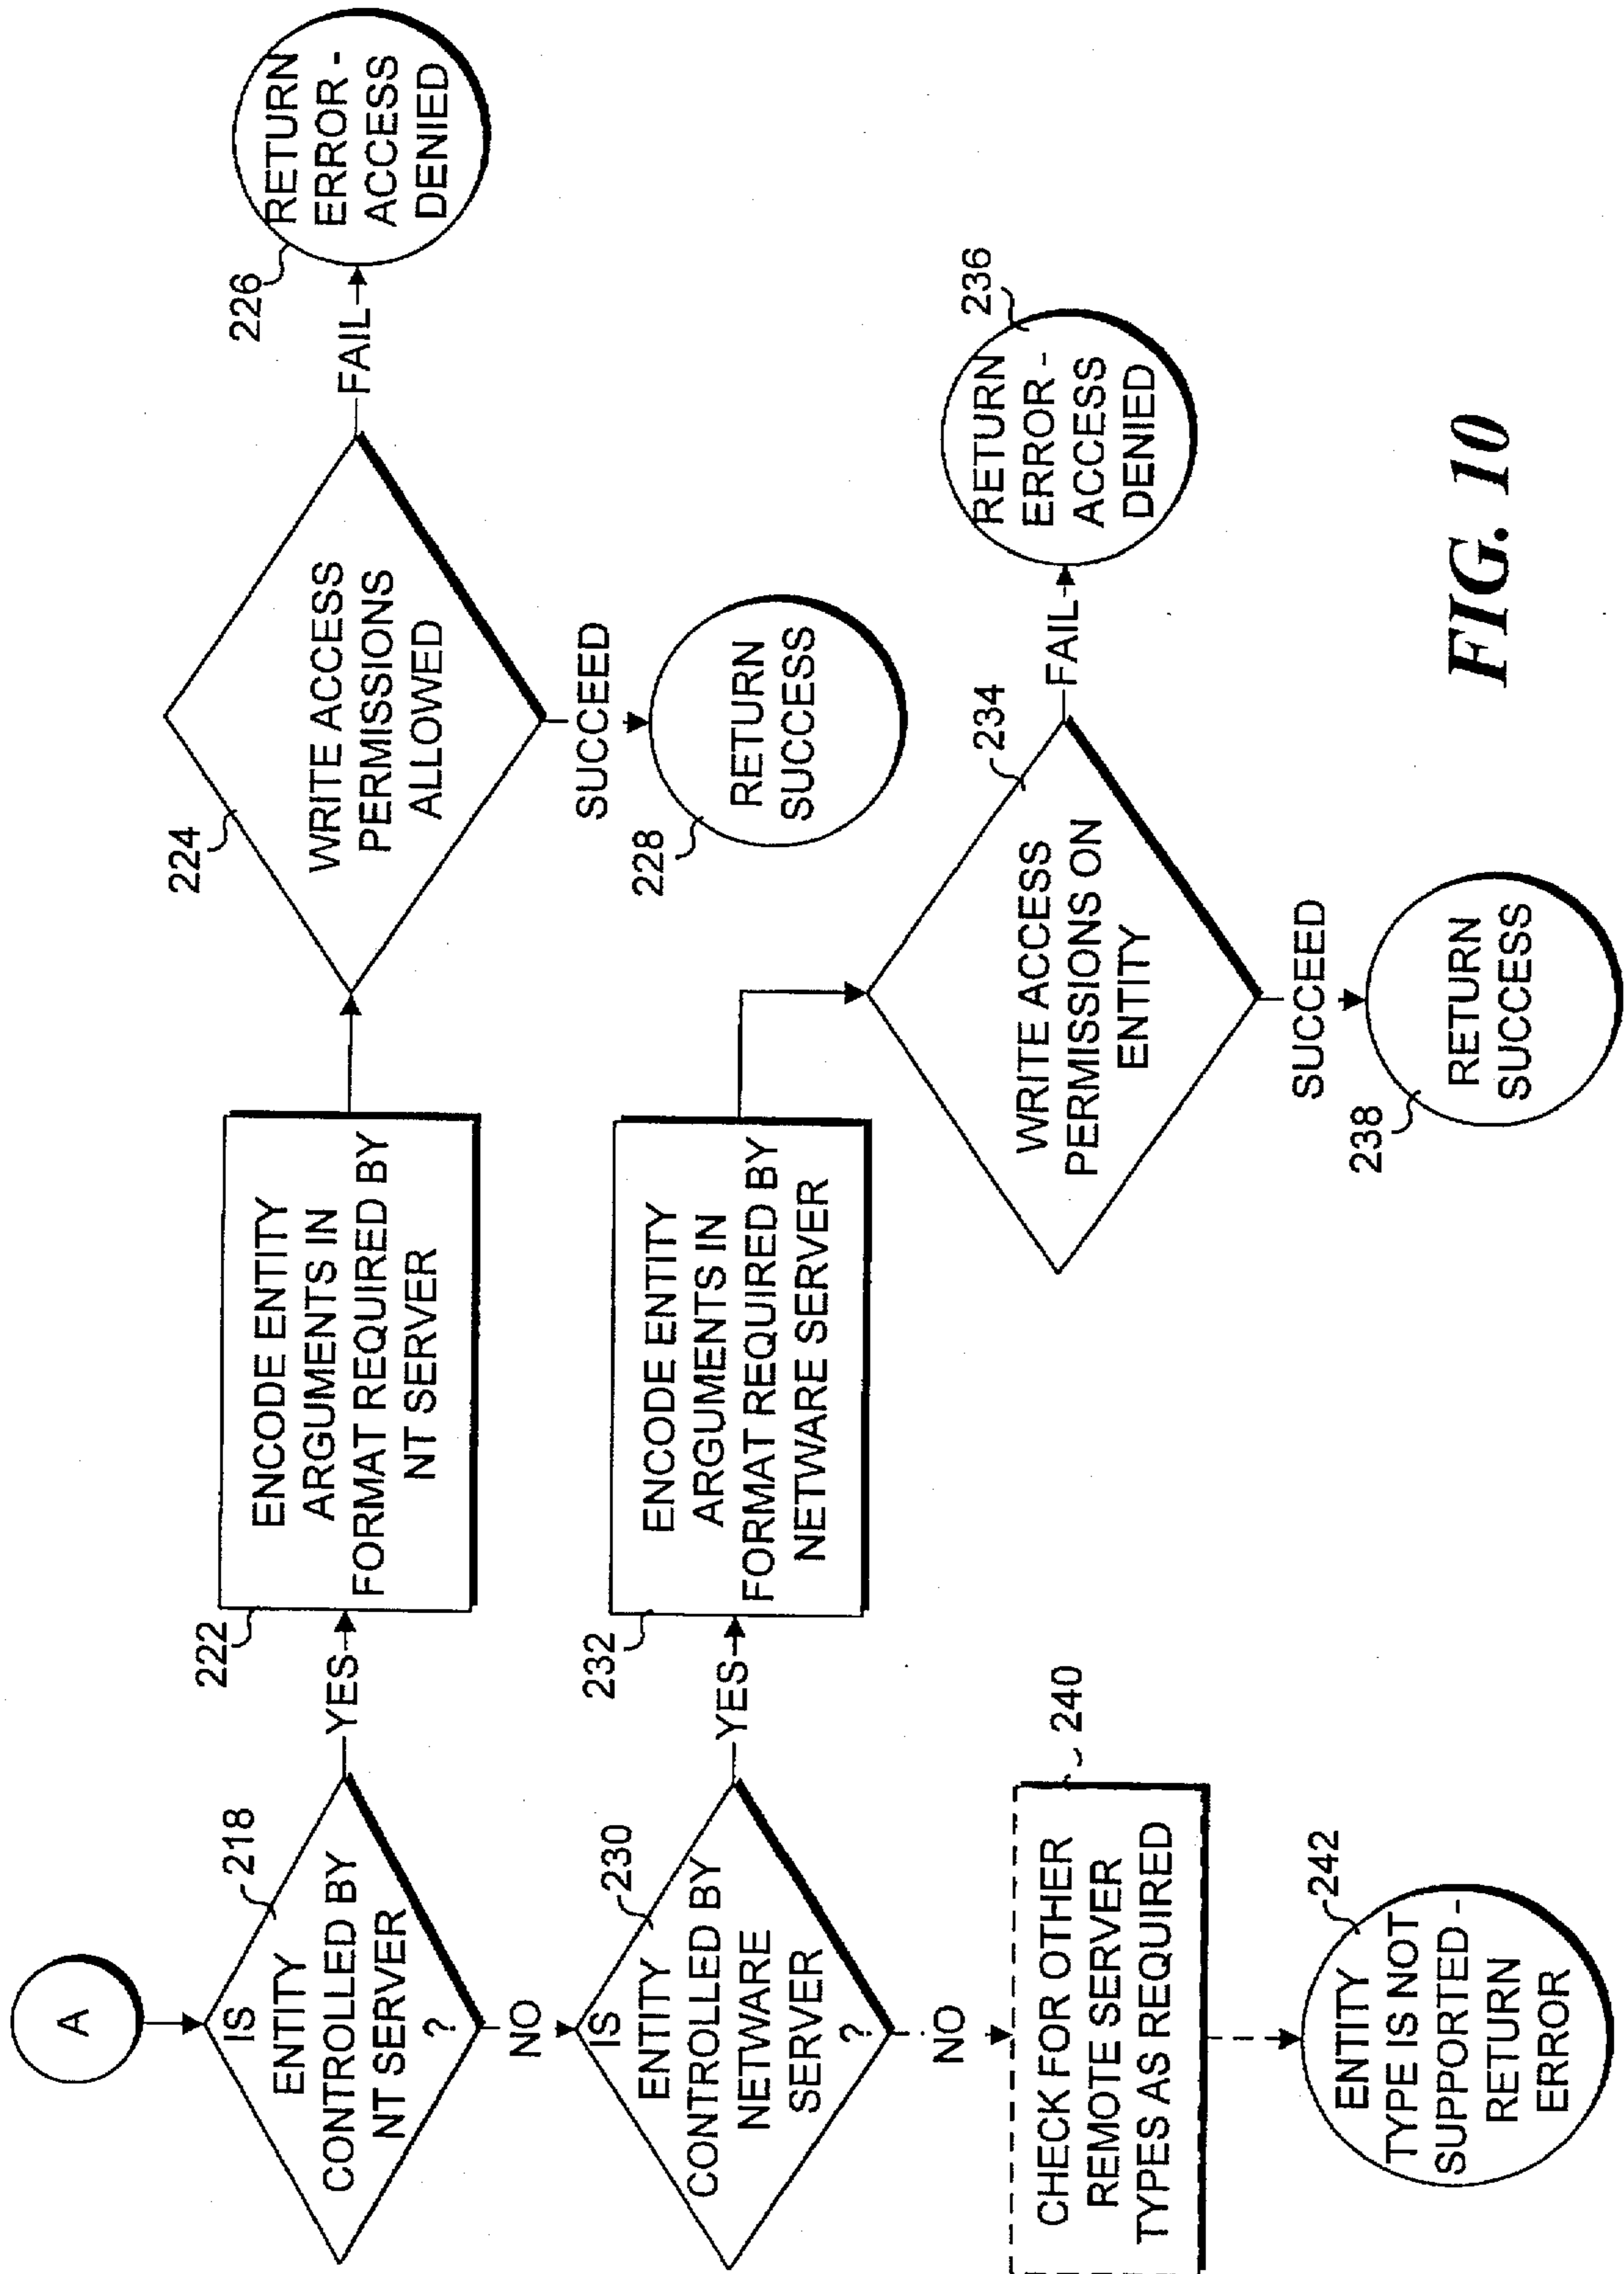 A
IS
ENTITY
CONTROLLED BY
NT SERVER
?
218
YES
222
ENCODE ENTITY
ARGUMENTS IN
FORMAT REQUIRED BY
NT SERVER
224
WRITE ACCESS
PERMISSIONS
ALLOWED
FAIL
226
RETURN
ERROR -
ACCESS
DENIED
SUCCEED
228
RETURN
SUCCESS
NO
IS
ENTITY
CONTROLLED BY
NETWARE
SERVER
?
230
YES
232
ENCODE ENTITY
ARGUMENTS IN
FORMAT REQUIRED BY
NETWARE SERVER
234
WRITE ACCESS
PERMISSIONS ON
ENTITY
FAIL
236
RETURN
ERROR -
ACCESS
DENIED
SUCCEED
238
RETURN
SUCCESS
NO
240
CHECK FOR OTHER
REMOTE SERVER
TYPES AS REQUIRED
242
ENTITY
TYPE IS NOT
SUPPORTED -
RETURN
ERROR
FIG. 10